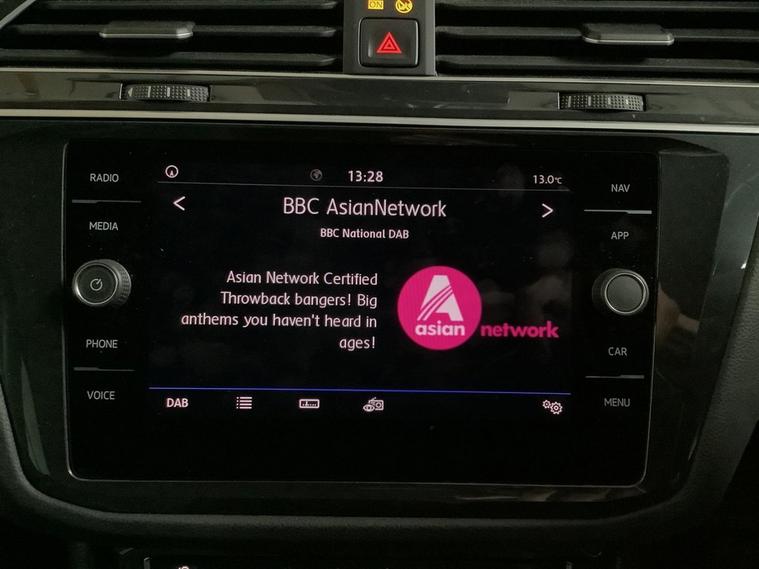 ON
RADIO
MEDIA
PHONE
VOICE
13:28
13.0°C
< BBC AsianNetwork >
BBC National DAB
Asian Network Certified
Throwback bangers! Big
anthems you haven't heard in
ages!
A
asian network
DAB
NAV
APP
CAR
MENU